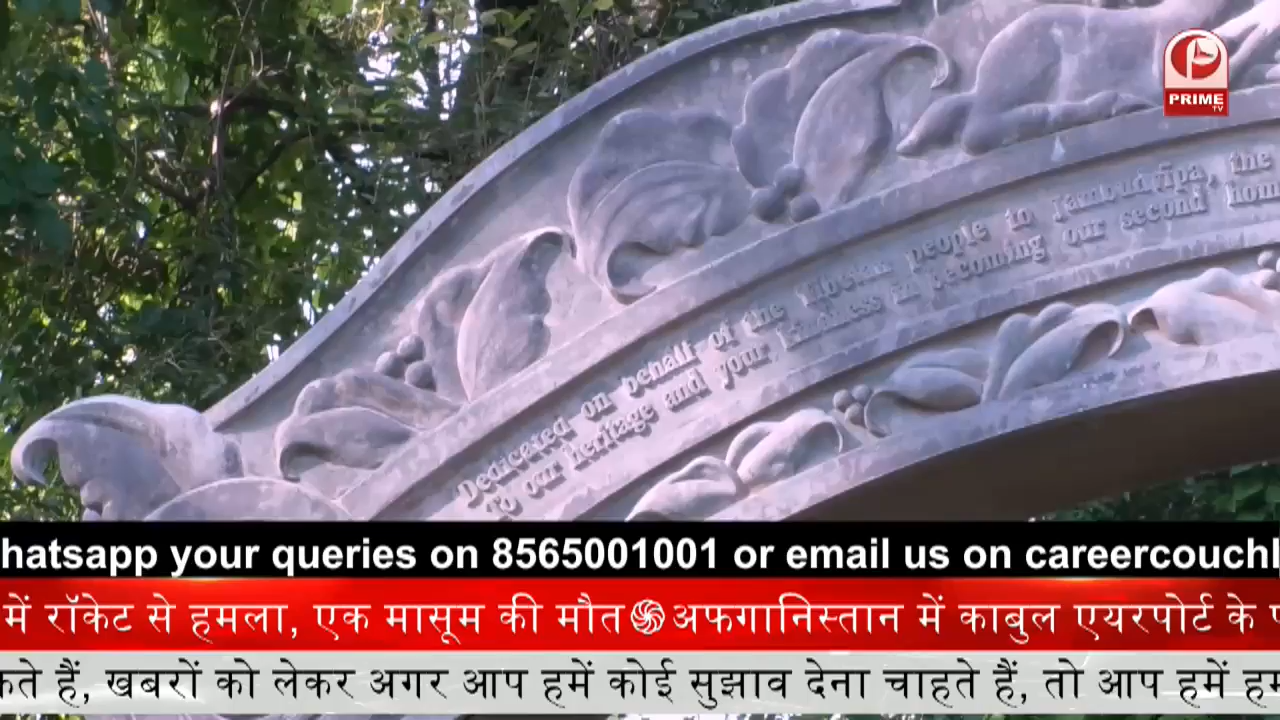 PRIME
TV
Dedicated on behalf of the Tibetan people to Jambudvipa, the
To our heritage and your kindness in becoming our second hom
hatsapp your queries on 8565001001 or email us on careercouchl
में रॉकेट से हमला, एक मासूम की मौत अफगानिस्तान में काबुल एयरपोर्ट के प
कते हैं, खबरों को लेकर अगर आप हमें कोई सुझाव देना चाहते हैं, तो आप हमें हम